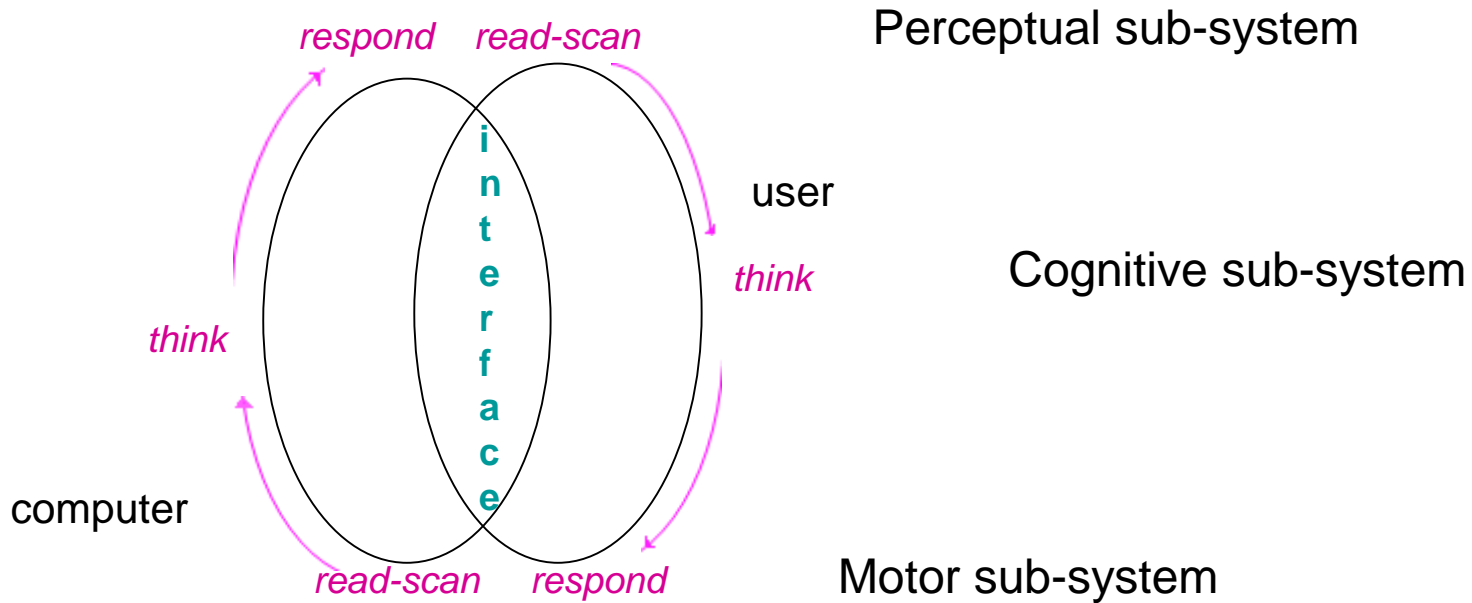 respond read-scan Perceptual sub-system
interface
user
think Cognitive sub-system
think
computer
read-scan respond Motor sub-system